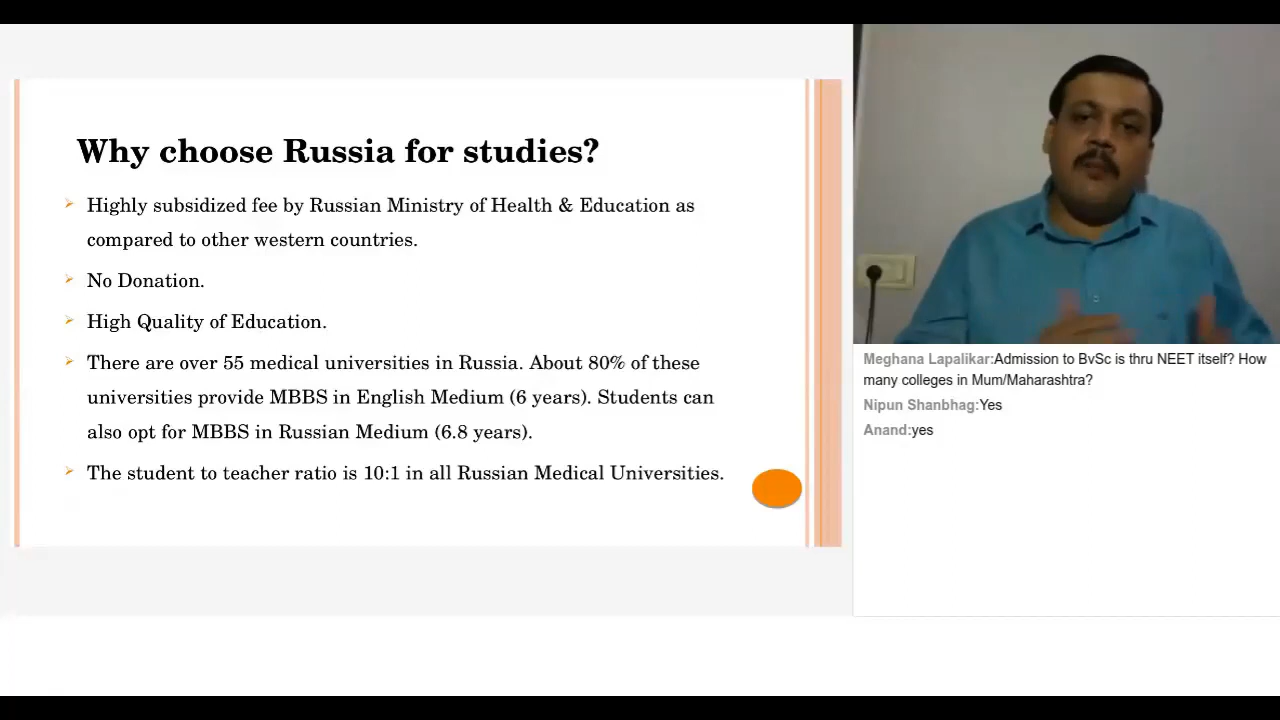 Why choose Russia for studies?
Highly subsidized fee by Russian Ministry of Health & Education as
compared to other western countries.
No Donation.
High Quality of Education.
There are over 55 medical universities in Russia. About 80% of these
universities provide MBBS in English Medium (6 years). Students can
also opt for MBBS in Russian Medium (6.8 years).
The student to teacher ratio is 10:1 in all Russian Medical Universities.
Meghana Lapalikar:Admission to BvSc is thru NEET itself? How
many colleges in Mum/Maharashtra?
Nipun Shanbhag:Yes
Anand:yes